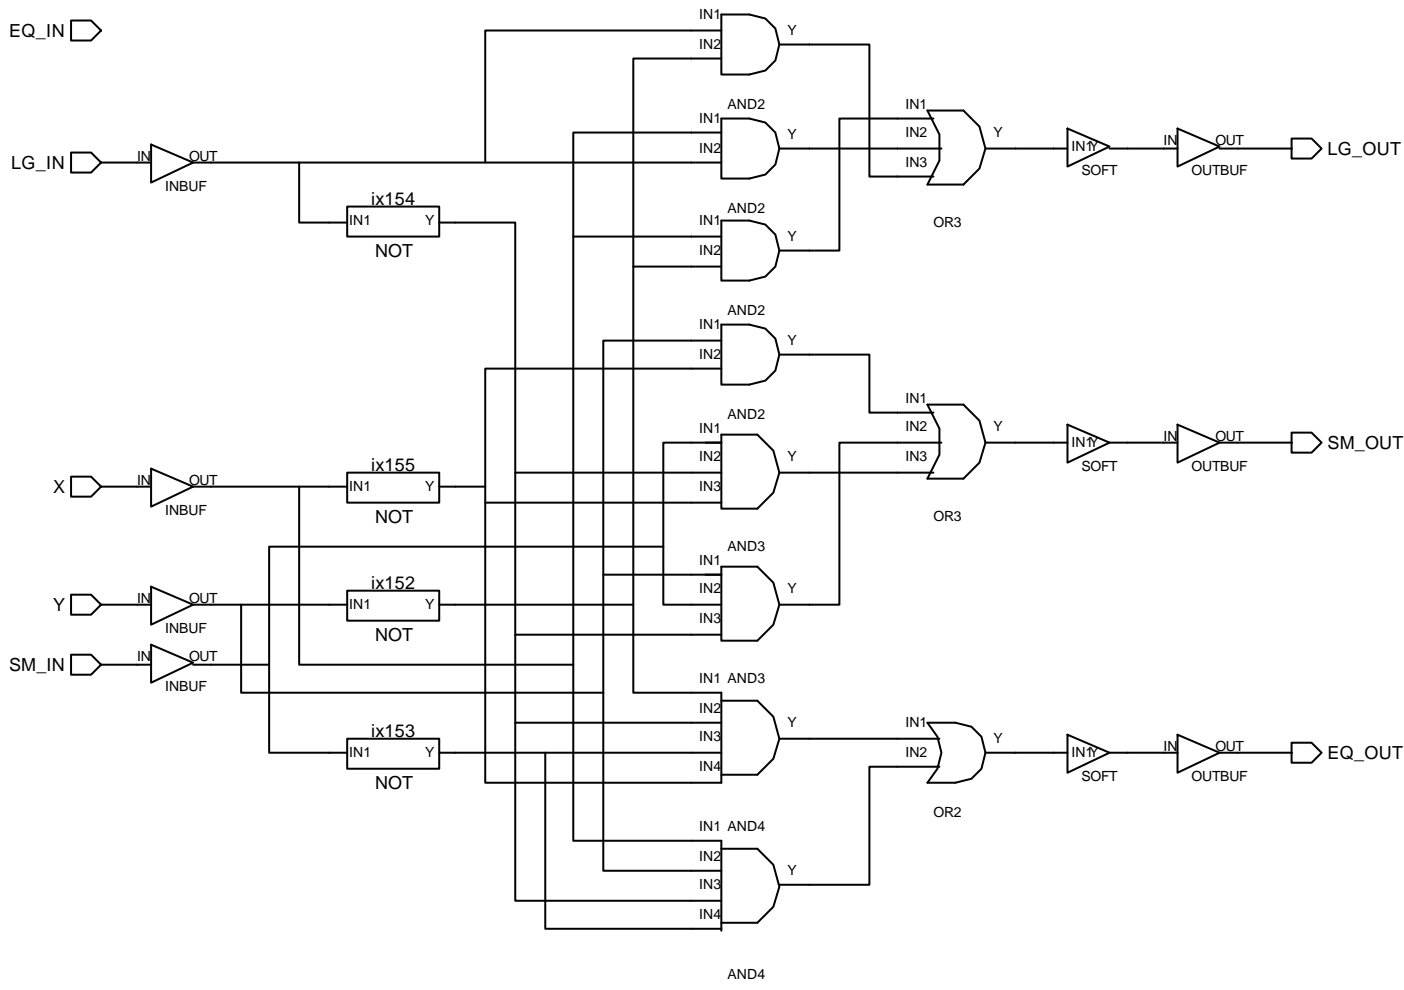 EQ_IN
IN1
Y
IN2
AND2
IN1
Y
IN2
LG_IN
IN
OUT
INBUF
IN1
IN2
IN3
Y
OR3
IN1Y
SOFT
IN
OUT
OUTBUF
LG_OUT
ix154
IN1 Y
NOT
AND2
IN1
Y
IN2
AND2
IN1
Y
IN2
AND2
IN1
IN2
IN3
Y
IN1
IN2
IN3
Y
OR3
IN1Y
SOFT
IN
OUT
OUTBUF
SM_OUT
X
IN
OUT
INBUF
ix155
IN1 Y
NOT
AND3
IN1
IN2
IN3
Y
Y
IN
OUT
INBUF
ix152
IN1 Y
NOT
SM_IN
IN
OUT
INBUF
IN1 AND3
IN2
IN3
IN4
Y
ix153
IN1 Y
NOT
IN1
IN2
Y
OR2
IN1Y
SOFT
IN
OUT
OUTBUF
EQ_OUT
IN1 AND4
IN2
IN3
IN4
Y
AND4